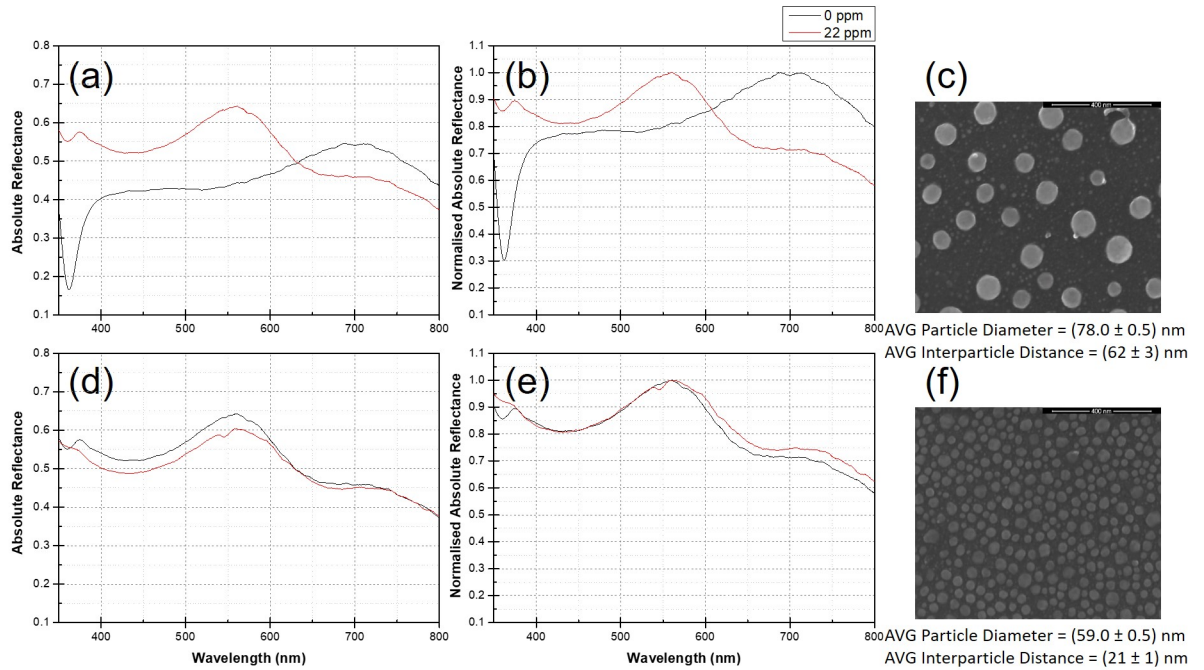 0 ppm
22 ppm
(a)
0.8
0.7
0.6
0.5
0.4
0.3
0.2
0.1
400
500
600
700
800
Absolute Reflectance
(b)
1.1
1.0
0.9
0.8
0.7
0.6
0.5
0.4
0.3
0.2
0.1
400
500
600
700
800
Normalised Absolute Reflectance
(c)
400 nm
AVG Particle Diameter = (78.0 ± 0.5) nm
AVG Interparticle Distance = (62 ± 3) nm
(d)
0.8
0.7
0.6
0.5
0.4
0.3
0.2
0.1
400
500
600
700
800
Absolute Reflectance
Wavelength (nm)
(e)
1.1
1.0
0.9
0.8
0.7
0.6
0.5
0.4
0.3
0.2
0.1
400
500
600
700
800
Normalised Absolute Reflectance
Wavelength (nm)
(f)
400 nm
AVG Particle Diameter = (59.0 ± 0.5) nm
AVG Interparticle Distance = (21 ± 1) nm